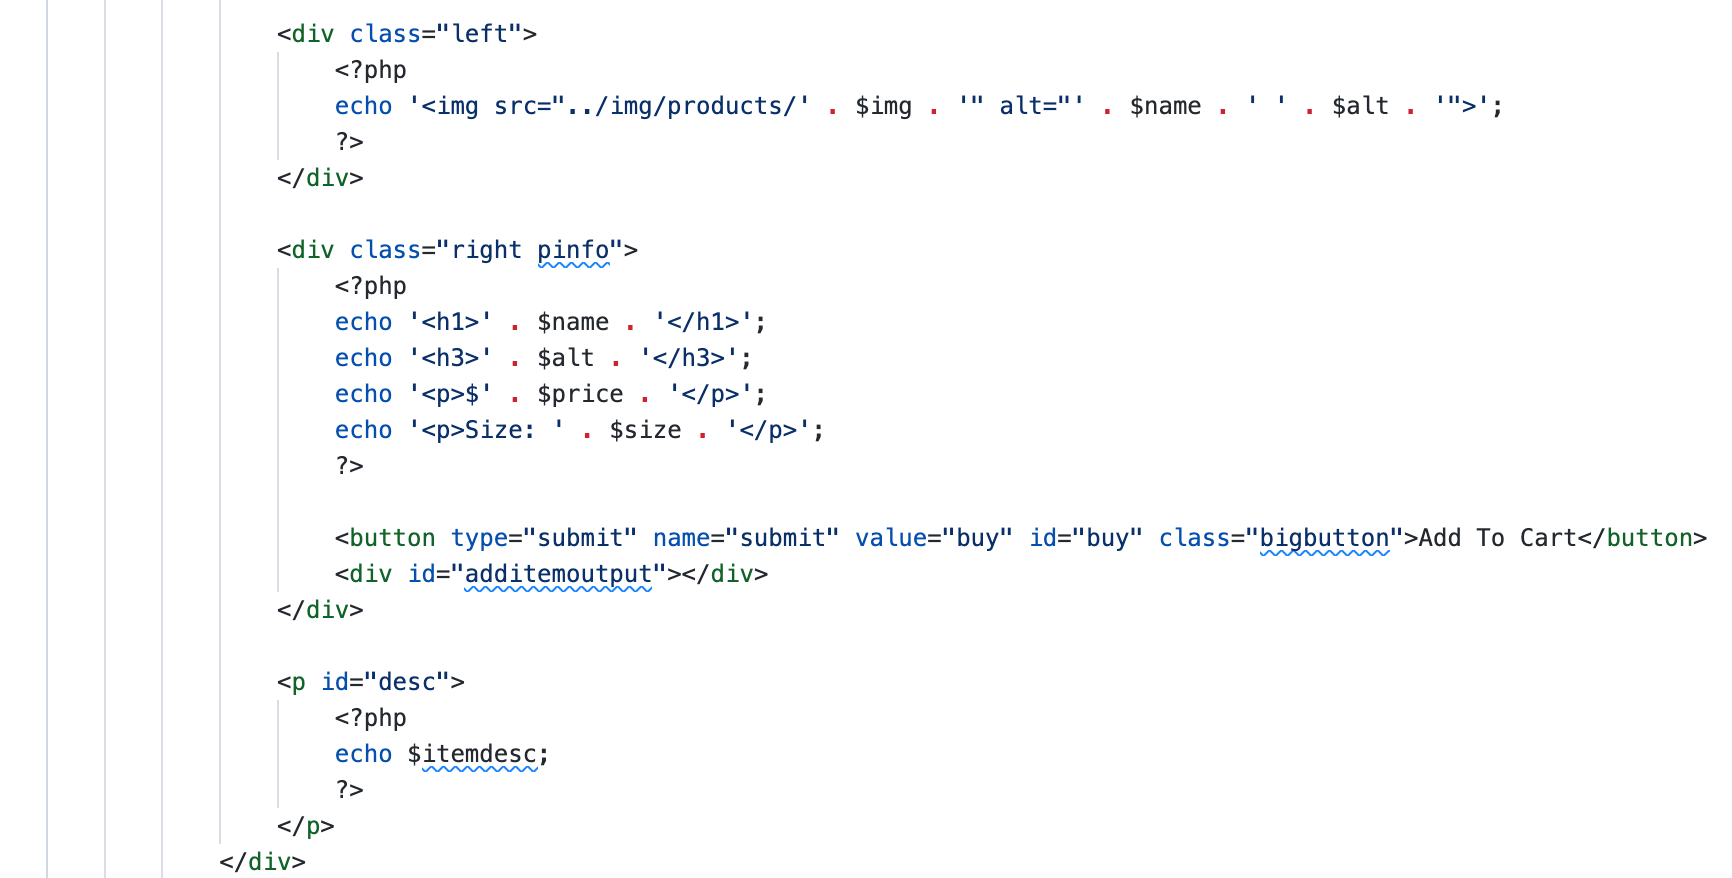 <div class="left">
<?php
echo '<img src="../img/products/' . $img . '" alt="' . $name . ' ' . $alt . '">';
?>
</div>
<div class="right pinfo">
<?php
echo '<h1>' . $name . '</h1>';
echo '<h3>' . $alt . '</h3>';
echo '<p>$' . $price . '</p>';
echo '<p>Size: ' . $size . '</p>';
?>
<button type="submit" name="submit" value="buy" id="buy" class="bigbutton">Add To Cart</button>
<div id="additemoutput"></div>
</div>
<p id="desc">
<?php
echo $itemdesc;
?>
</p>
</div>